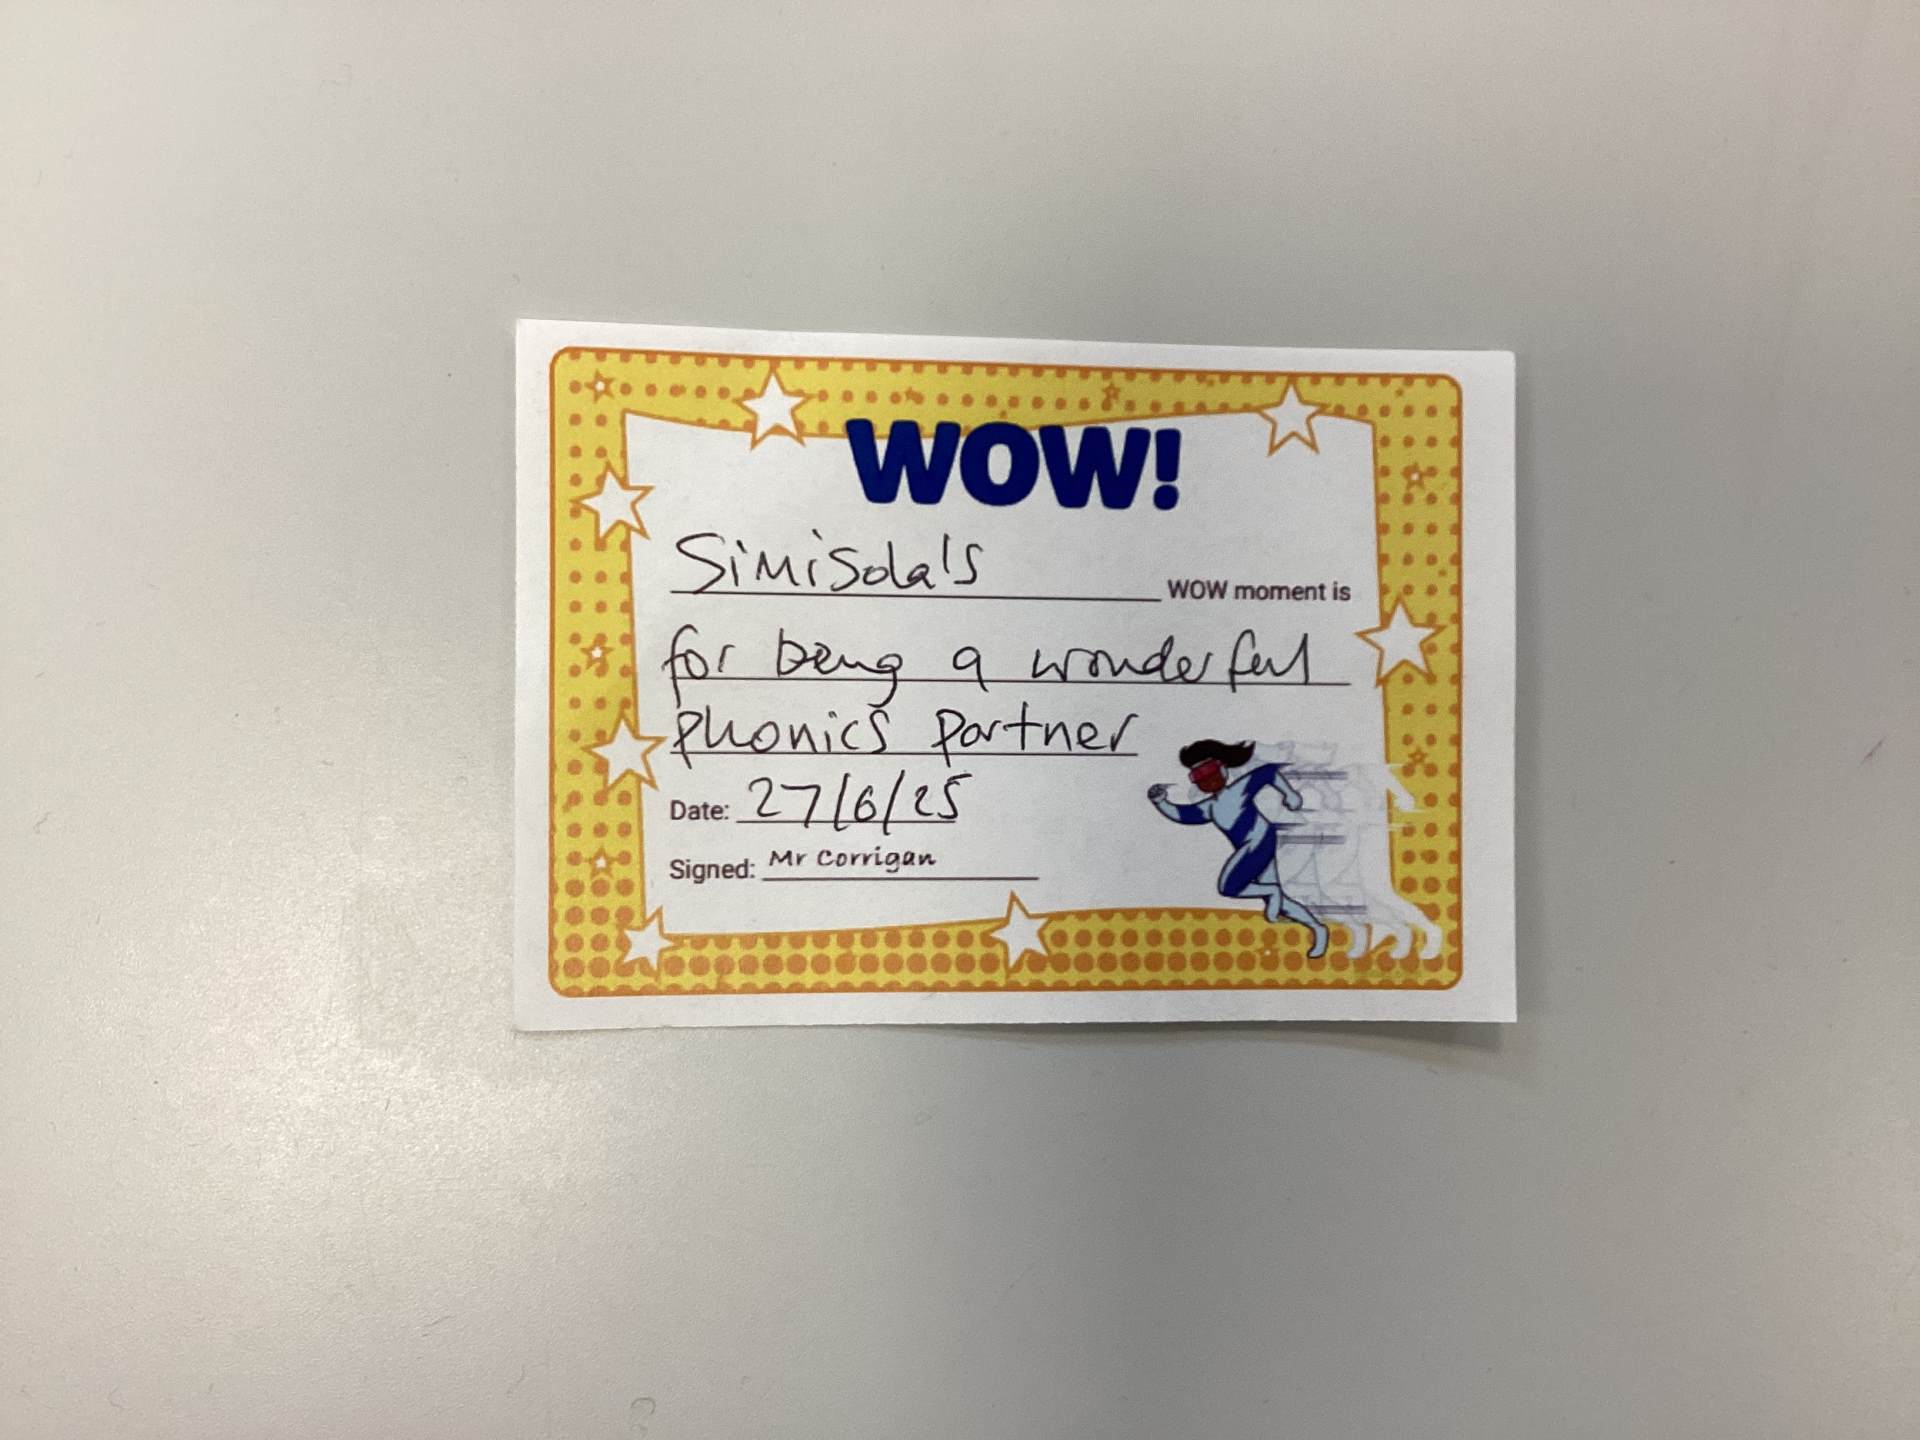 WOW!
Simisola's WOW moment is
for being a wonderful
phonics partner
Date: 27/6/25
Signed: Mr Corrigan